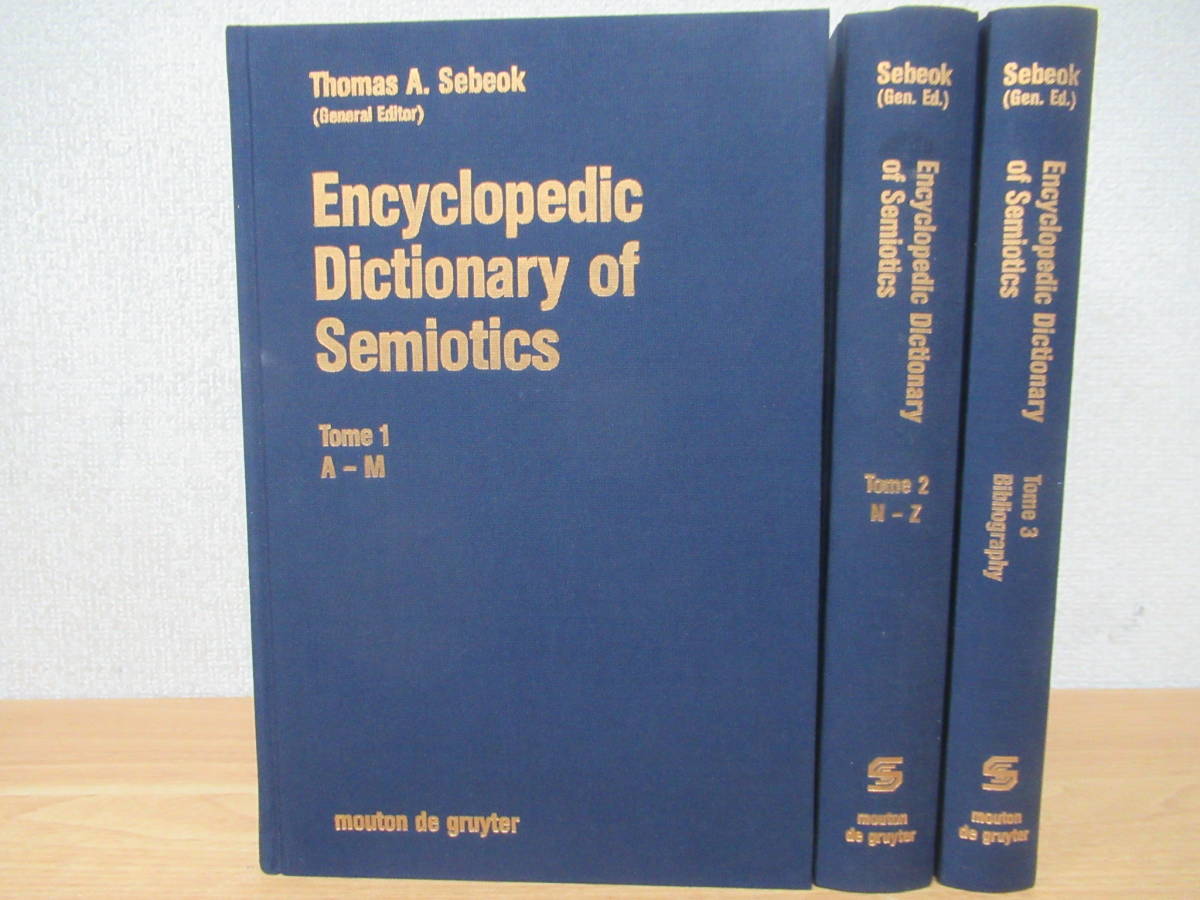 Thomas A. Sebeok
(General Editor)
Encyclopedic
Dictionary of
Semiotics
Tome 1
A – M
mouton de gruyter
Sebeok
(Gen. Ed.)
Encyclopedic Dictionary
of Semiotics
Tome 2
N – Z
mouton
de gruyter
Sebeok
(Gen. Ed.)
Encyclopedic Dictionary
of Semiotics
Tome 3
Bibliography
mouton
de gruyter